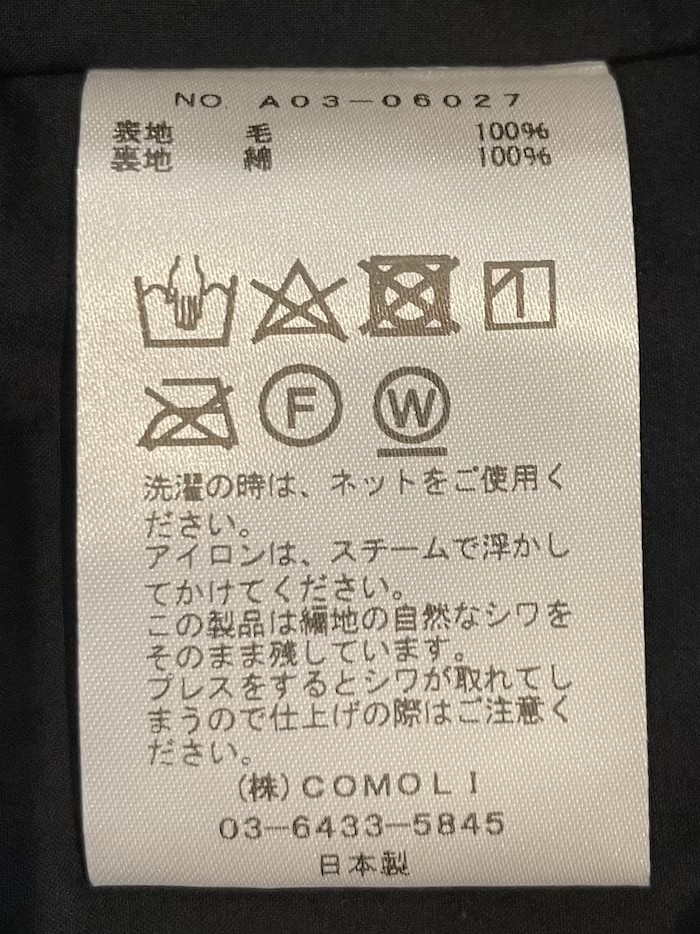 NO. A03-06027
表地 毛 100%
裏地 綿 100%
F W
洗濯の時は、ネットをご使用く
ださい。
アイロンは、スチームで浮かし
てかけてください。
この製品は編地の自然なシワを
そのまま残しています。
プレスをするとシワが取れてし
まうので仕上げの際はご注意く
ださい。
(株)COMOLI
03-6433-5845
日本製